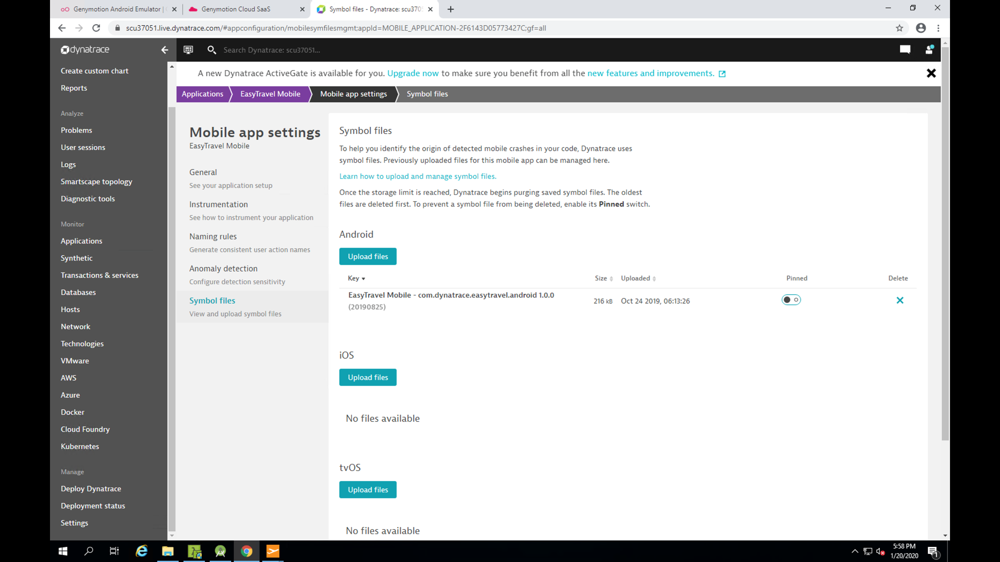 Genymotion Android Emulator |
Genymotion Cloud SaaS
Symbol files - Dynatrace: scu370
scu37051.live.dynatrace.com/#appconfiguration/mobilesymfilesmgmt;appId=MOBILE_APPLICATION-2F6143D05773427C;gf=all
dynatrace
Search Dynatrace: scu37051...
Create custom chart
Reports
Analyze
Problems
User sessions
Logs
Smartscape topology
Diagnostic tools
Monitor
Applications
Synthetic
Transactions & services
Databases
Hosts
Network
Technologies
VMware
AWS
Azure
Docker
Cloud Foundry
Kubernetes
Manage
Deploy Dynatrace
Deployment status
Settings
A new Dynatrace ActiveGate is available for you. Upgrade now to make sure you benefit from all the new features and improvements.
Applications
EasyTravel Mobile
Mobile app settings
Symbol files
Mobile app settings
EasyTravel Mobile
General
See your application setup
Instrumentation
See how to instrument your application
Naming rules
Generate consistent user action names
Anomaly detection
Configure detection sensitivity
Symbol files
View and upload symbol files
Symbol files
To help you identify the origin of detected mobile crashes in your code, Dynatrace uses
symbol files. Previously uploaded files for this mobile app can be managed here.
Learn how to upload and manage symbol files.
Once the storage limit is reached, Dynatrace begins purging saved symbol files. The oldest
files are deleted first. To prevent a symbol file from being deleted, enable its Pinned switch.
Android
Upload files
Key Size Uploaded Pinned Delete
EasyTravel Mobile - com.dynatrace.easytravel.android 1.0.0
(20190825)
216 kB Oct 24 2019, 06:13:26
iOS
Upload files
No files available
tvOS
Upload files
No files available
5:58 PM
1/20/2020
1